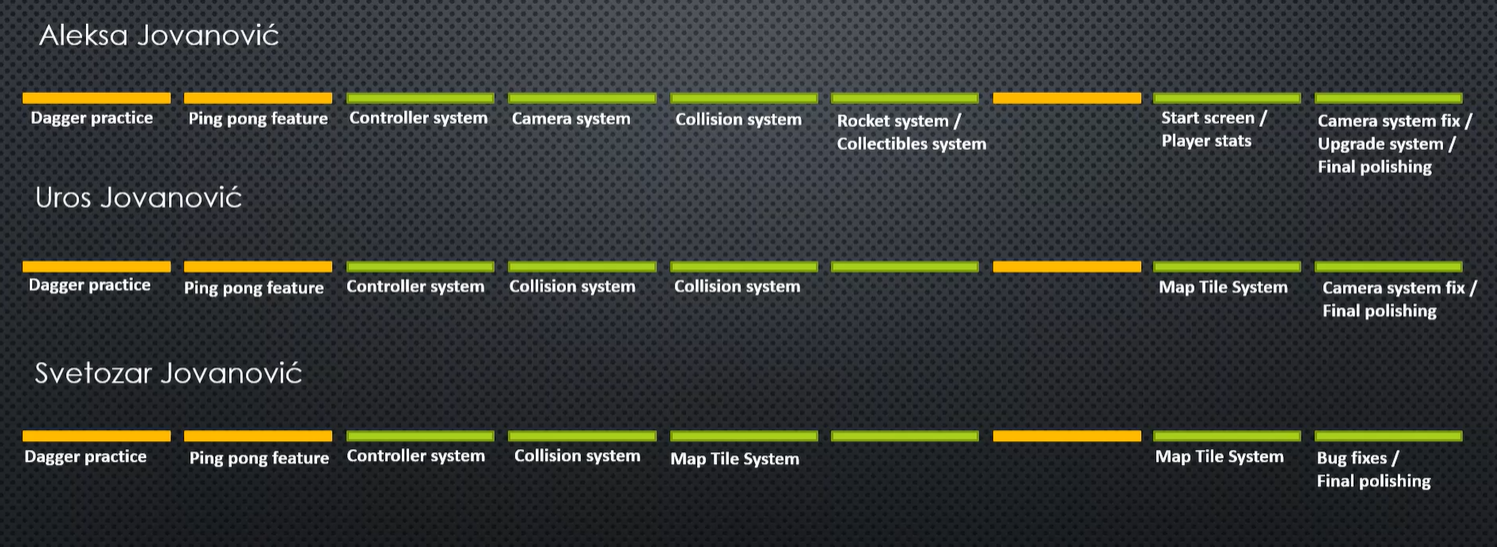 Aleksa Jovanović
Dagger practice
Ping pong feature
Controller system
Camera system
Collision system
Rocket system /
Collectibles system
Start screen /
Player stats
Camera system fix /
Upgrade system /
Final polishing
Uros Jovanović
Dagger practice
Ping pong feature
Controller system
Collision system
Collision system
Map Tile System
Camera system fix /
Final polishing
Svetozar Jovanović
Dagger practice
Ping pong feature
Controller system
Collision system
Map Tile System
Map Tile System
Bug fixes /
Final polishing